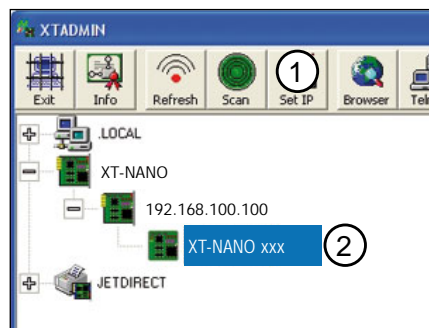 XTADMIN
Exit Info Refresh Scan Set IP Browser
1
.LOCAL
XT-NANO
192.168.100.100
XT-NANO xxx 2
JETDIRECT